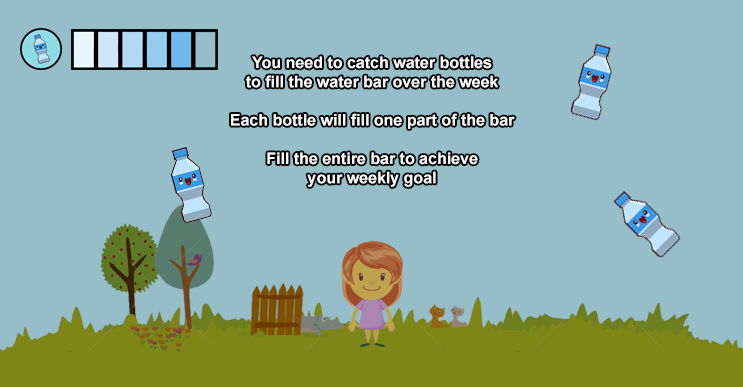 You need to catch water bottles
to fill the water bar over the week
Each bottle will fill one part of the bar
Fill the entire bar to achieve
your weekly goal